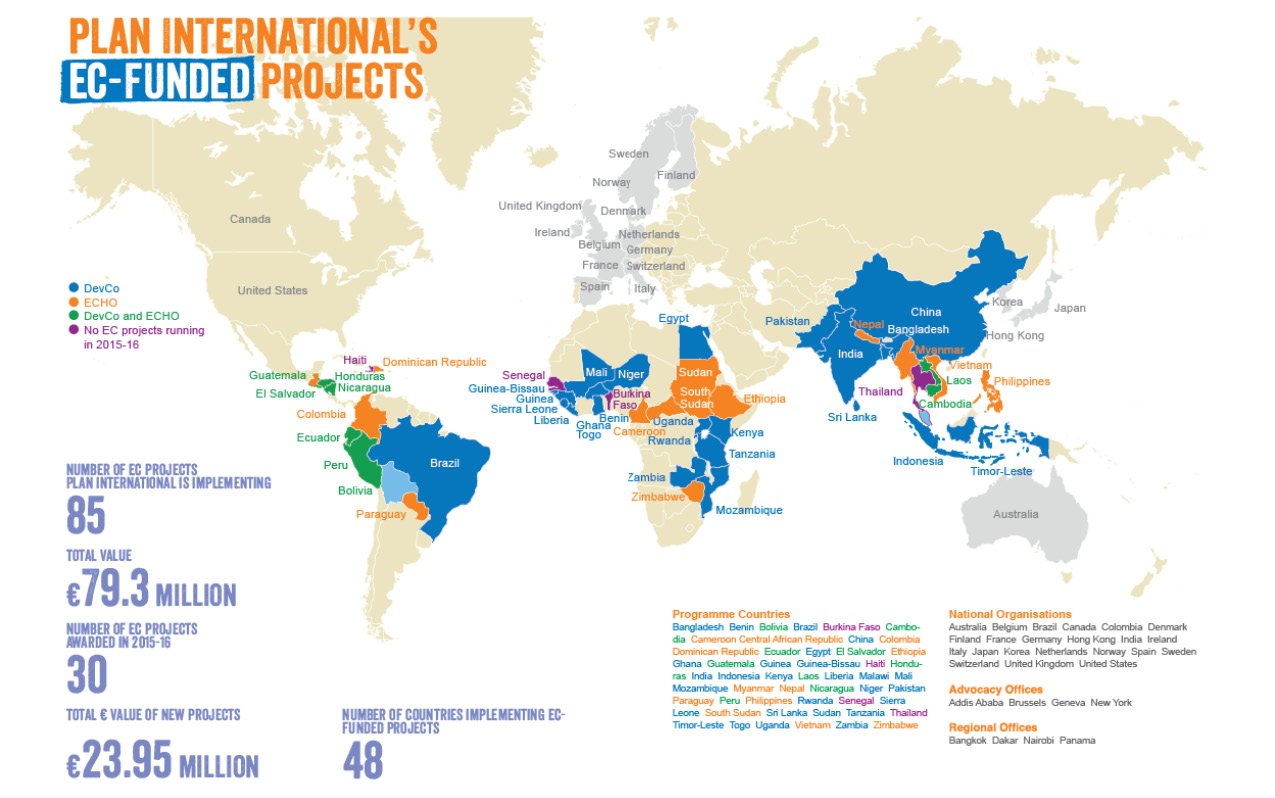 PLAN INTERNATIONAL'S
EC-FUNDED PROJECTS
Sweden
Norway
Finland
United Kingdom
Denmark
Ireland
Netherlands
Belgium
Germany
France
Switzerland
Spain
Italy
Canada
United States
DevCo
ECHO
DevCo and ECHO
No EC projects running
in 2015-16
Korea
Japan
Hong Kong
China
Nepal
Bangladesh
Pakistan
India
Myanmar
Vietnam
Laos
Thailand
Cambodia
Philippines
Sri Lanka
Indonesia
Timor-Leste
Australia
Egypt
Mali
Niger
Sudan
South
Sudan
Ethiopia
Senegal
Guinea-Bissau
Guinea
Sierra Leone
Liberia
Burkina
Faso
Benin
Ghana
Togo
Cameroon
Uganda
Rwanda
Kenya
Tanzania
Zambia
Zimbabwe
Mozambique
Haiti
Dominican Republic
Guatemala
Honduras
Nicaragua
El Salvador
Colombia
Ecuador
Peru
Brazil
Bolivia
Paraguay
NUMBER OF EC PROJECTS
PLAN INTERNATIONAL IS IMPLEMENTING
85
TOTAL VALUE
€79.3 MILLION
NUMBER OF EC PROJECTS
AWARDED IN 2015-16
30
TOTAL € VALUE OF NEW PROJECTS
€23.95 MILLION
NUMBER OF COUNTRIES IMPLEMENTING EC-
FUNDED PROJECTS
48
Programme Countries
Bangladesh Benin Bolivia Brazil Burkina Faso Cambo-
dia Cameroon Central African Republic China Colombia
Dominican Republic Ecuador Egypt El Salvador Ethiopia
Ghana Guatemala Guinea Guinea-Bissau Haiti Hondu-
ras India Indonesia Kenya Laos Liberia Malawi Mali
Mozambique Myanmar Nepal Nicaragua Niger Pakistan
Paraguay Peru Philippines Rwanda Senegal Sierra
Leone South Sudan Sri Lanka Sudan Tanzania Thailand
Timor-Leste Togo Uganda Vietnam Zambia Zimbabwe
National Organisations
Australia Belgium Brazil Canada Colombia Denmark
Finland France Germany Hong Kong India Ireland
Italy Japan Korea Netherlands Norway Spain Sweden
Switzerland United Kingdom United States
Advocacy Offices
Addis Ababa Brussels Geneva New York
Regional Offices
Bangkok Dakar Nairobi Panama